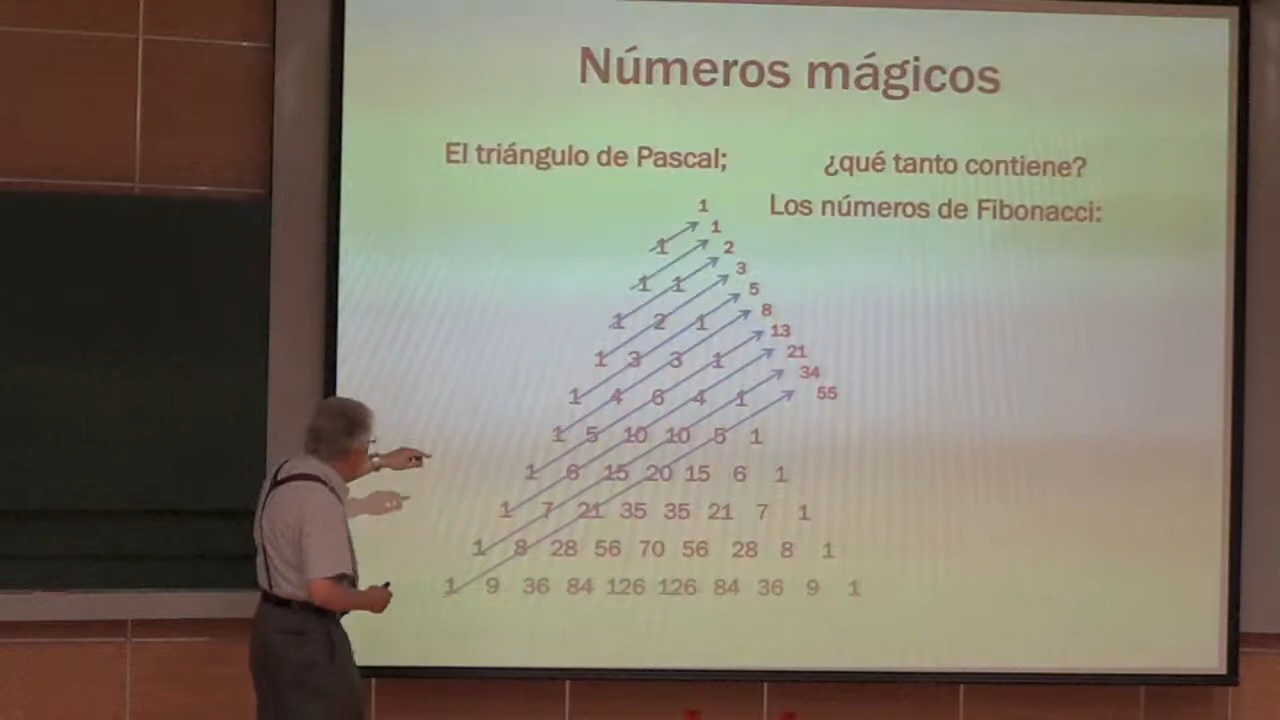 Números mágicos
El triángulo de Pascal; ¿qué tanto contiene?
Los números de Fibonacci:
1
1
1
2
1 1
3
5
1 2 1
8
13
1 3 3 1
21
34
1 4 6 4 1
55
1 5 10 10 5 1
1 6 15 20 15 6 1
1 7 21 35 35 21 7 1
1 8 28 56 70 56 28 8 1
1 9 36 84 126 126 84 36 9 1